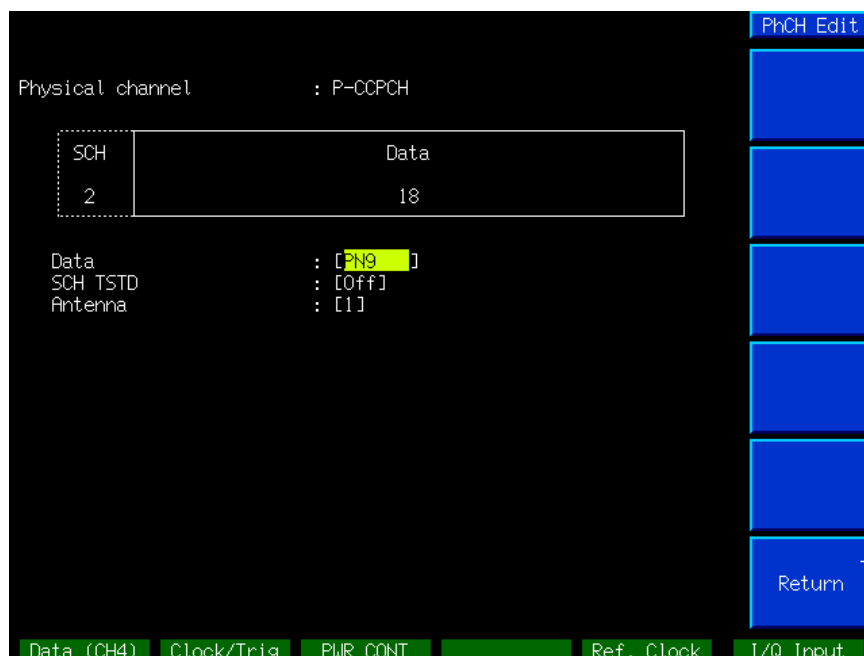 PhCH Edit
Physical channel : P-CCPCH
SCH Data
2 18
Data : [PN9 ]
SCH TSTD : [Off]
Antenna : [1]
Return
Data (CH4) Clock/Trig PWR CONT Ref. Clock I/Q Input